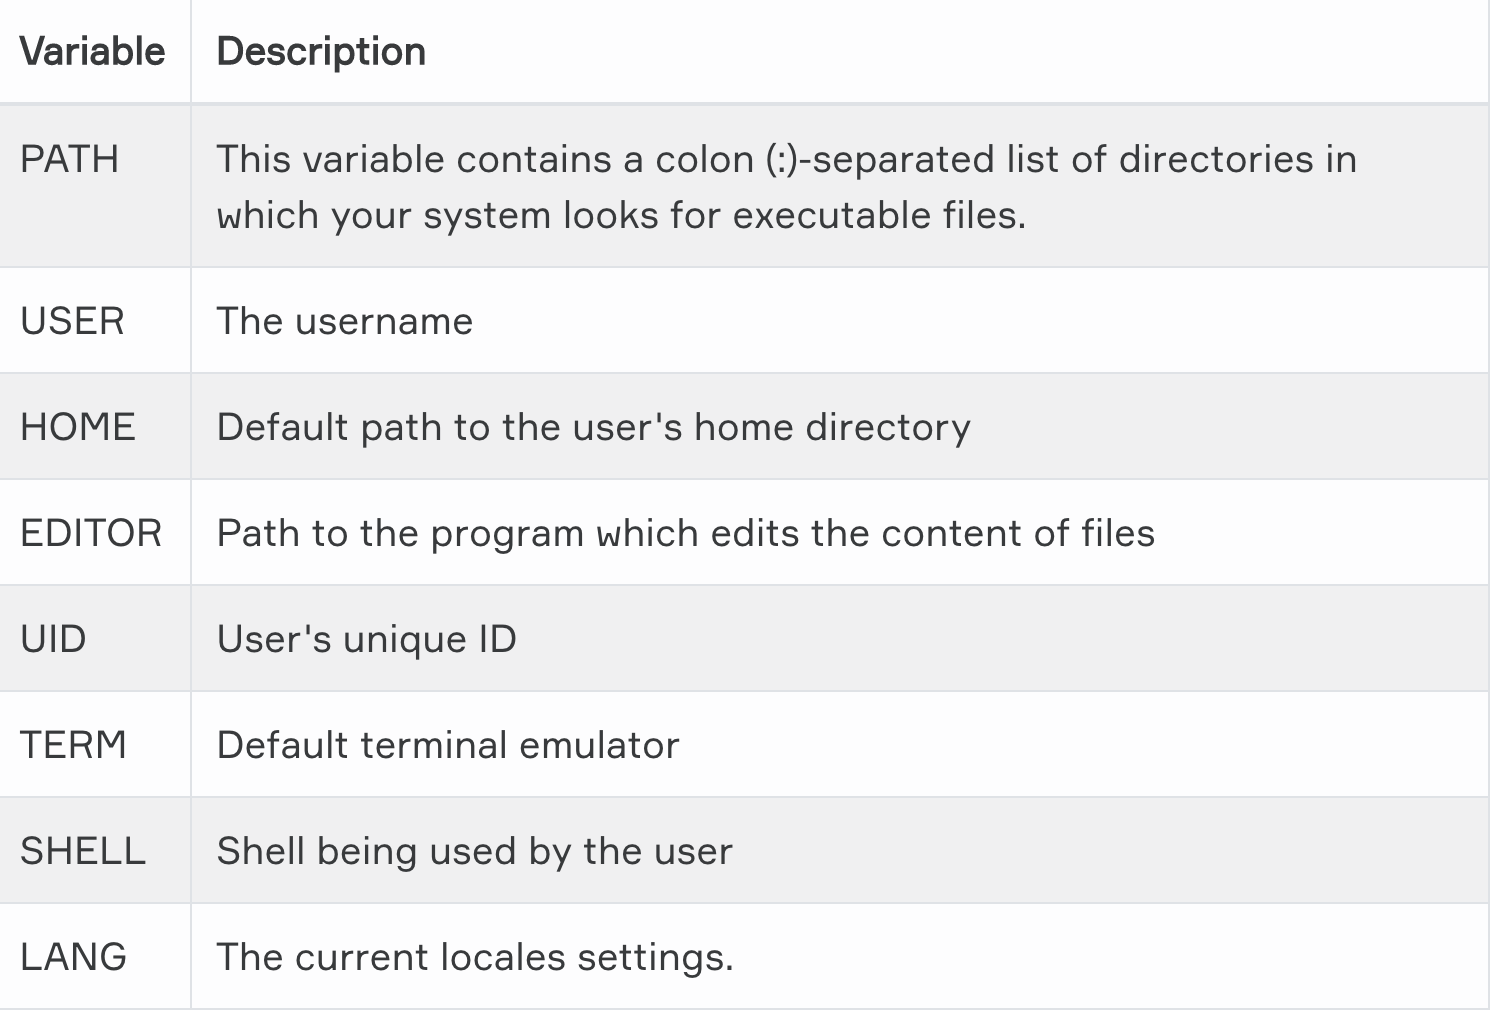 Variable Description
PATH This variable contains a colon (:)-separated list of directories in
which your system looks for executable files.
USER The username
HOME Default path to the user's home directory
EDITOR Path to the program which edits the content of files
UID User's unique ID
TERM Default terminal emulator
SHELL Shell being used by the user
LANG The current locales settings.